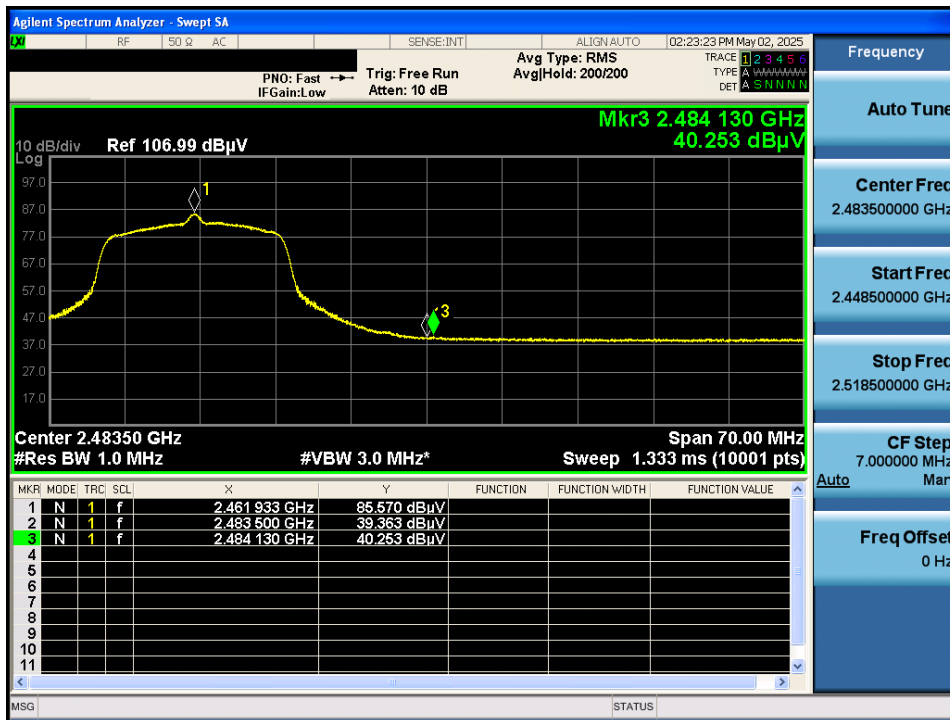 Agilent Spectrum Analyzer - Swept SA
LXI RF 50 Ω AC SENSE:INT ALIGN AUTO 02:23:23 PM May 02, 2025
PNO: Fast Trig: Free Run Avg Type: RMS TRACE 1 2 3 4 5 6
IFGain:Low Atten: 10 dB Avg|Hold: 200/200 TYPE A WWWWW
DET A S N N N N
Mkr3 2.484 130 GHz
40.253 dBµV
10 dB/div Ref 106.99 dBµV
Log
97.0
87.0
77.0
67.0
57.0
47.0
37.0
27.0
17.0
1
3
Center 2.48350 GHz Span 70.00 MHz
#Res BW 1.0 MHz #VBW 3.0 MHz* Sweep 1.333 ms (10001 pts)
MKR MODE TRC SCL X Y FUNCTION FUNCTION WIDTH FUNCTION VALUE
1 N 1 f 2.461 933 GHz 85.570 dBµV
2 N 1 f 2.483 500 GHz 39.363 dBµV
3 N 1 f 2.484 130 GHz 40.253 dBµV
4
5
6
7
8
9
10
11
MSG STATUS
Frequency
Auto Tune
Center Freq
2.483500000 GHz
Start Freq
2.448500000 GHz
Stop Freq
2.518500000 GHz
CF Step
7.000000 MHz
Auto Man
Freq Offset
0 Hz